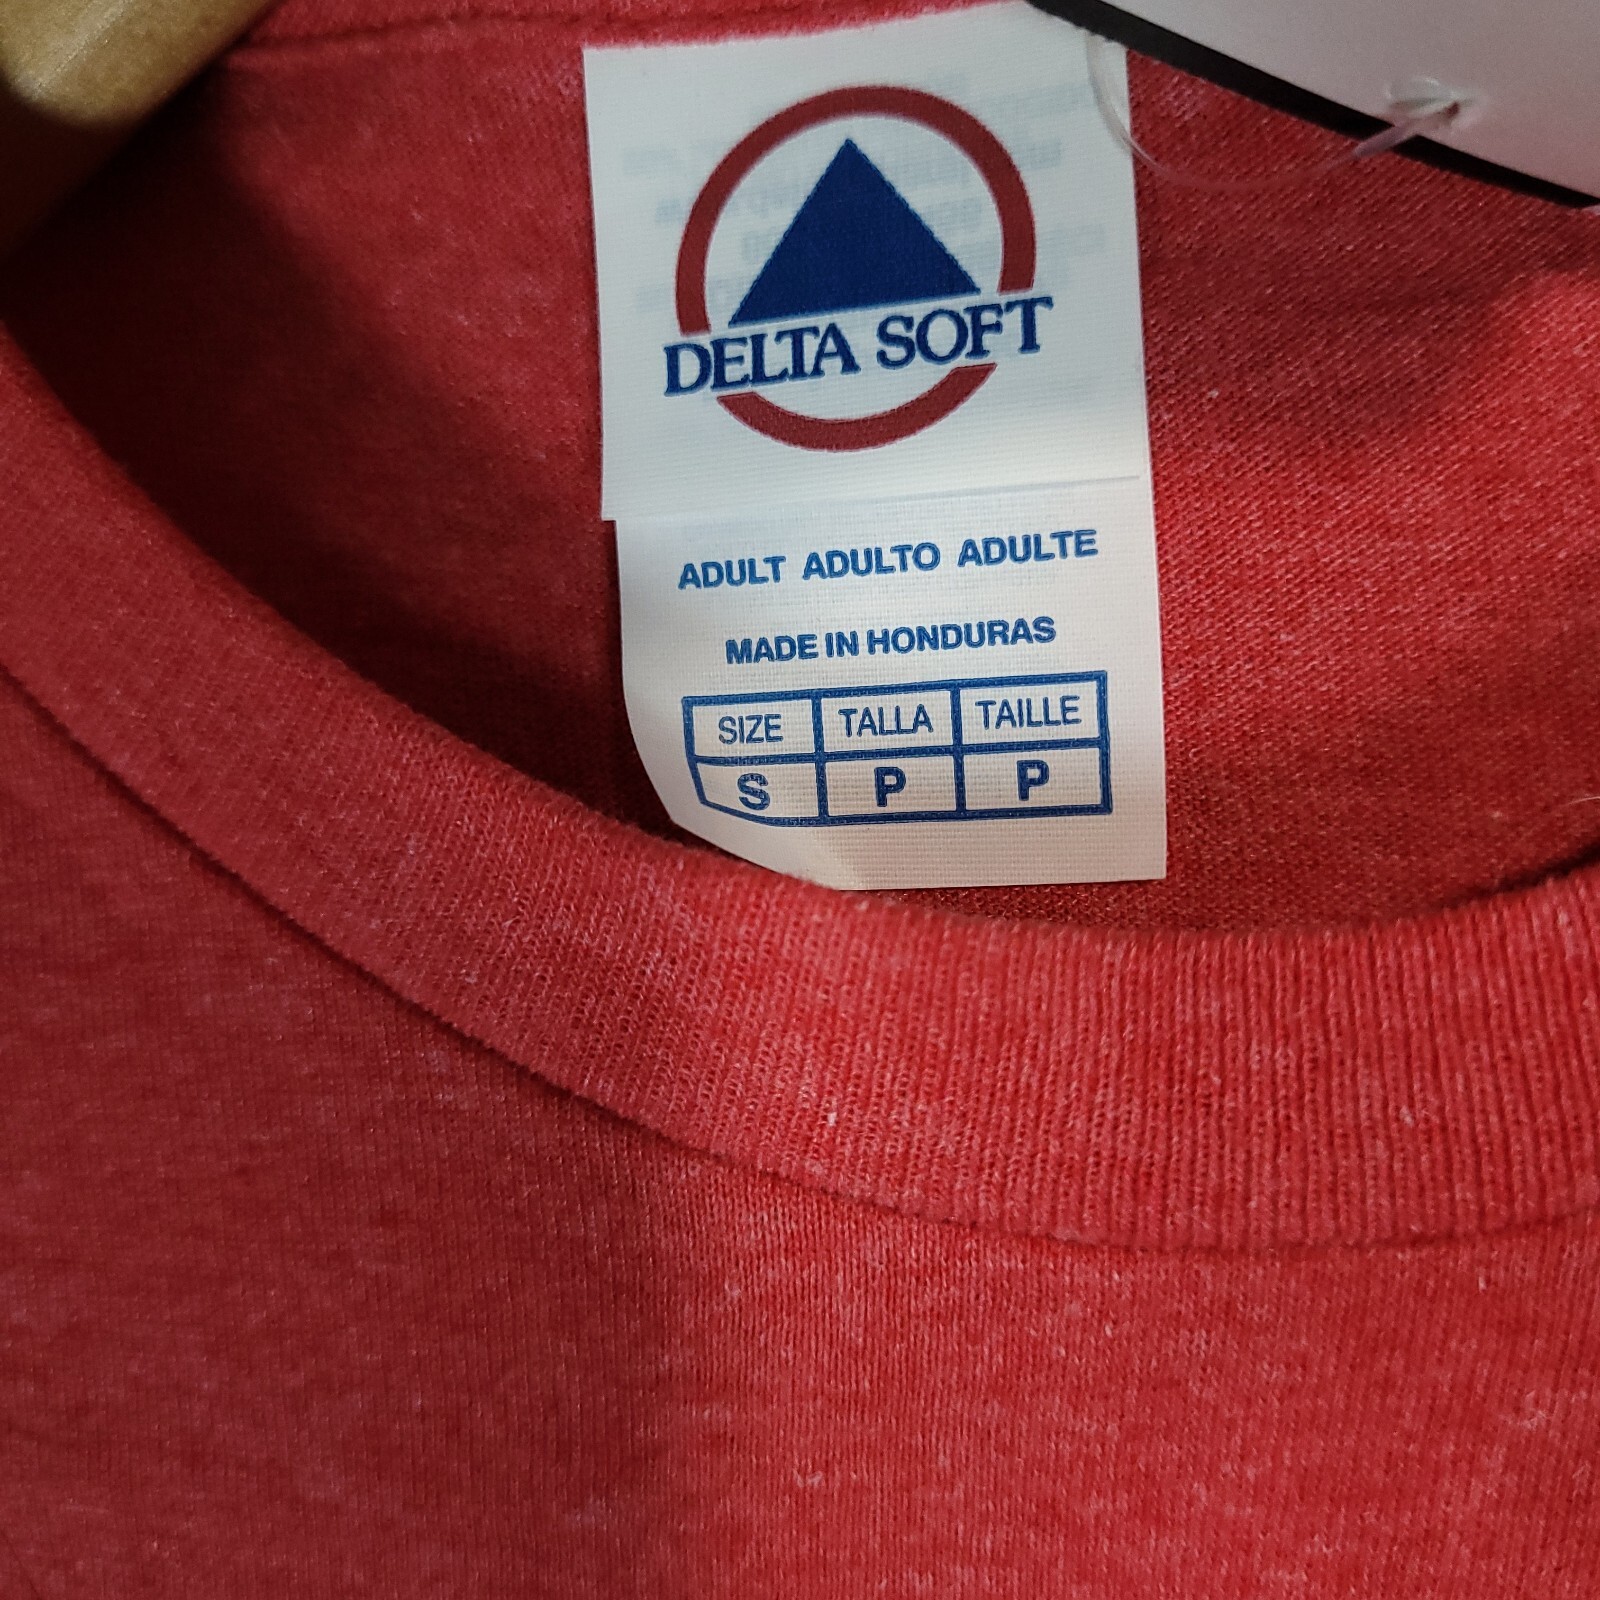 DELTA SOFT
ADULT ADULTO ADULTE
MADE IN HONDURAS
SIZE TALLA TAILLE
S P P